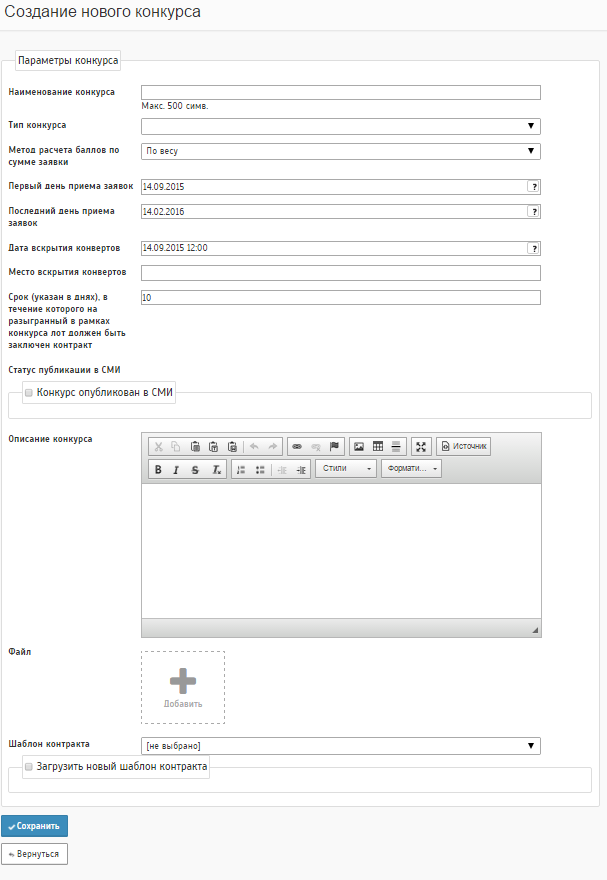 Создание нового конкурса
Параметры конкурса
Наименование конкурса
Макс. 500 симв.
Тип конкурса
Метод расчета баллов по
сумме заявки
По весу
Первый день приема заявок
14.09.2015
?
Последний день приема
заявок
14.02.2016
?
Дата вскрытия конвертов
14.09.2015 12:00
?
Место вскрытия конвертов
Срок (указан в днях), в
течение которого на
разыгранный в рамках
конкурса лот должен быть
заключен контракт
10
Статус публикации в СМИ
Конкурс опубликован в СМИ
Описание конкурса
Источник
B I S Tx
Стили
Формати...
Файл
Добавить
Шаблон контракта
[не выбрано]
Загрузить новый шаблон контракта
Сохранить
Вернуться